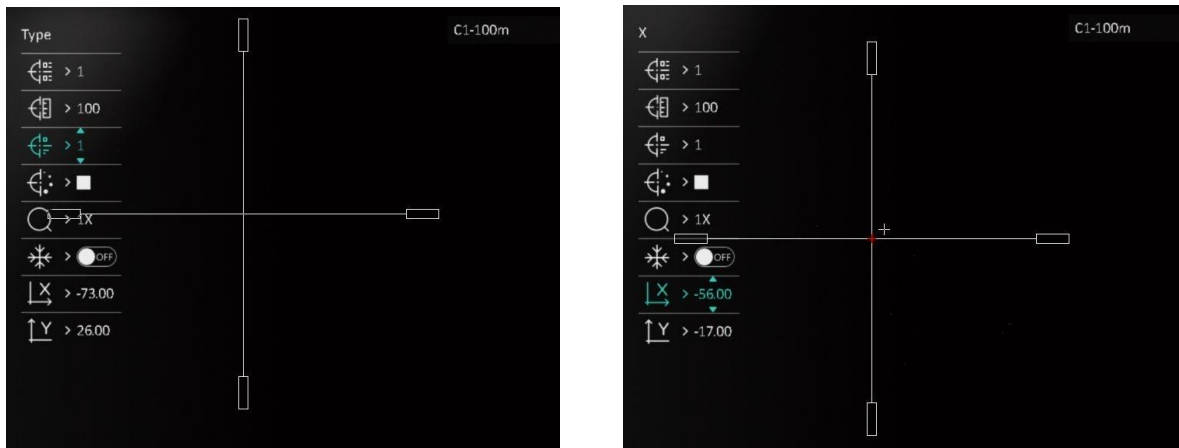 Type
C1-100m
> 1
> 100
> 1
>
> 1X
> OFF
X > -73.00
Y > 26.00
X
C1-100m
> 1
> 100
> 1
>
> 1X
> OFF
X > -56.00
Y > -17.00